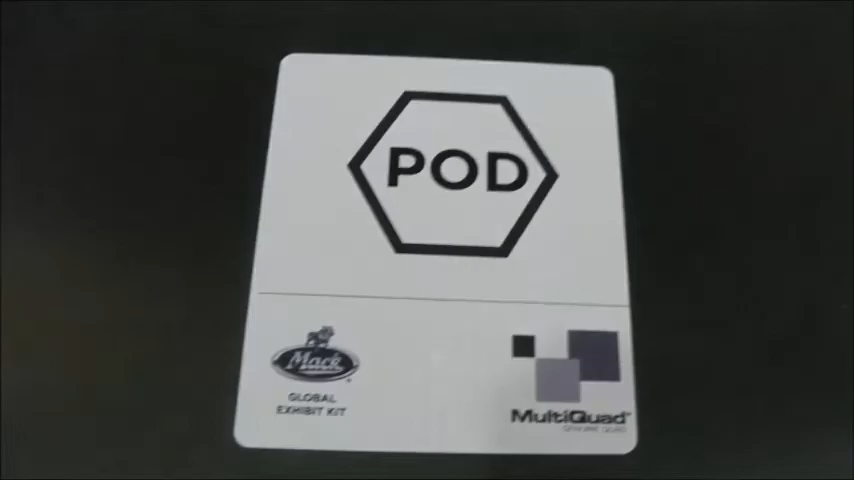 POD
Mack
GLOBAL
EXHIBIT KIT
MultiQuad